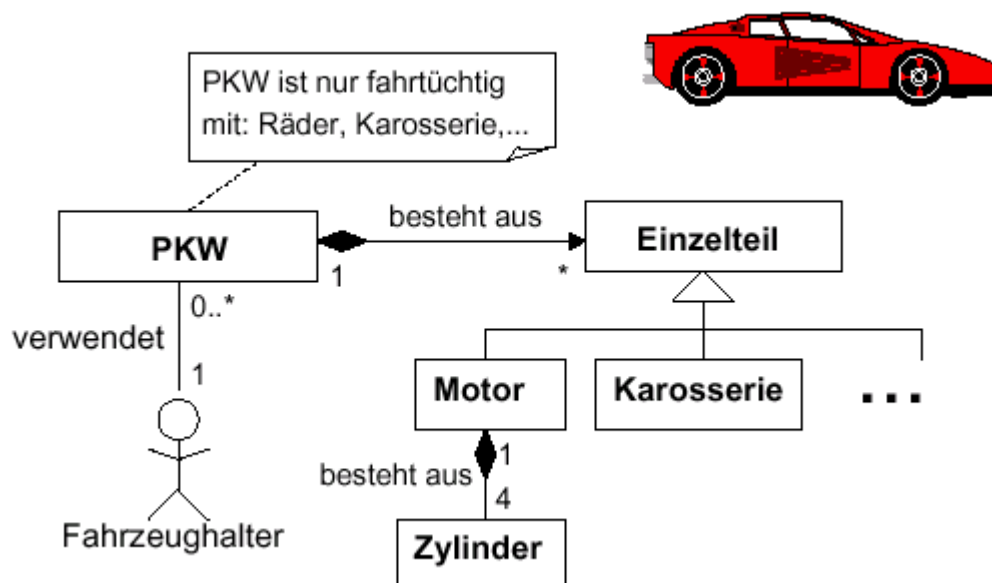 PKW ist nur fahrtüchtig
mit: Räder, Karosserie,...
besteht aus
PKW
Einzelteil
1
*
0..*
verwendet
1
Motor
Karosserie
...
besteht aus
1
4
Fahrzeughalter
Zylinder